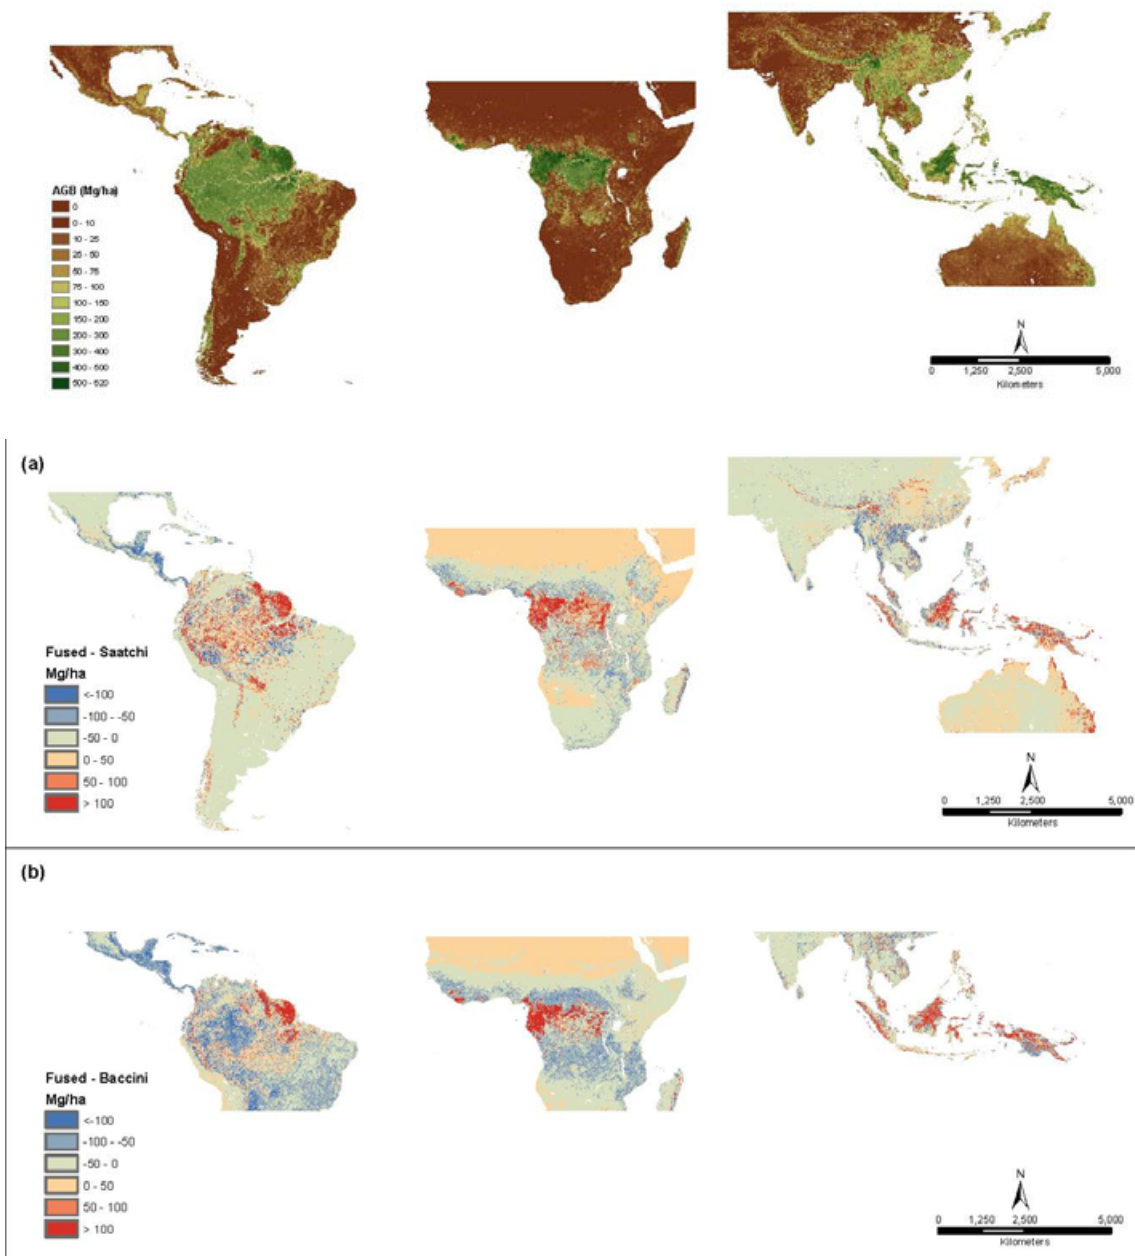 AGB (Mg/ha)
0
0 - 10
10 - 25
25 - 50
50 - 75
75 - 100
100 - 150
150 - 200
200 - 300
300 - 400
400 - 500
500 - 520
N
0 1,250 2,500 5,000
Kilometers
(a)
Fused - Saatchi
Mg/ha
<-100
-100 - -50
-50 - 0
0 - 50
50 - 100
> 100
N
0 1,250 2,500 5,000
Kilometers
(b)
Fused - Baccini
Mg/ha
<-100
-100 - -50
-50 - 0
0 - 50
50 - 100
> 100
N
0 1,250 2,500 5,000
Kilometers